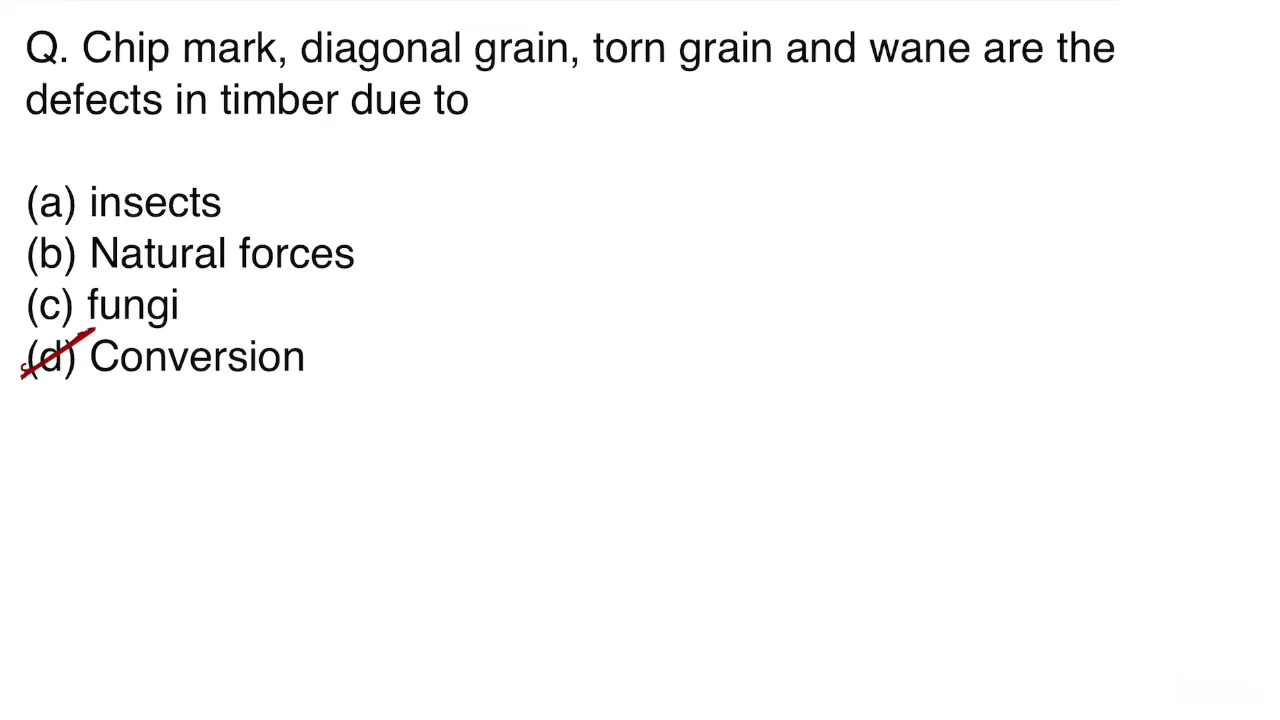 Q. Chip mark, diagonal grain, torn grain and wane are the
defects in timber due to
(a) insects
(b) Natural forces
(c) fungi
(d) Conversion